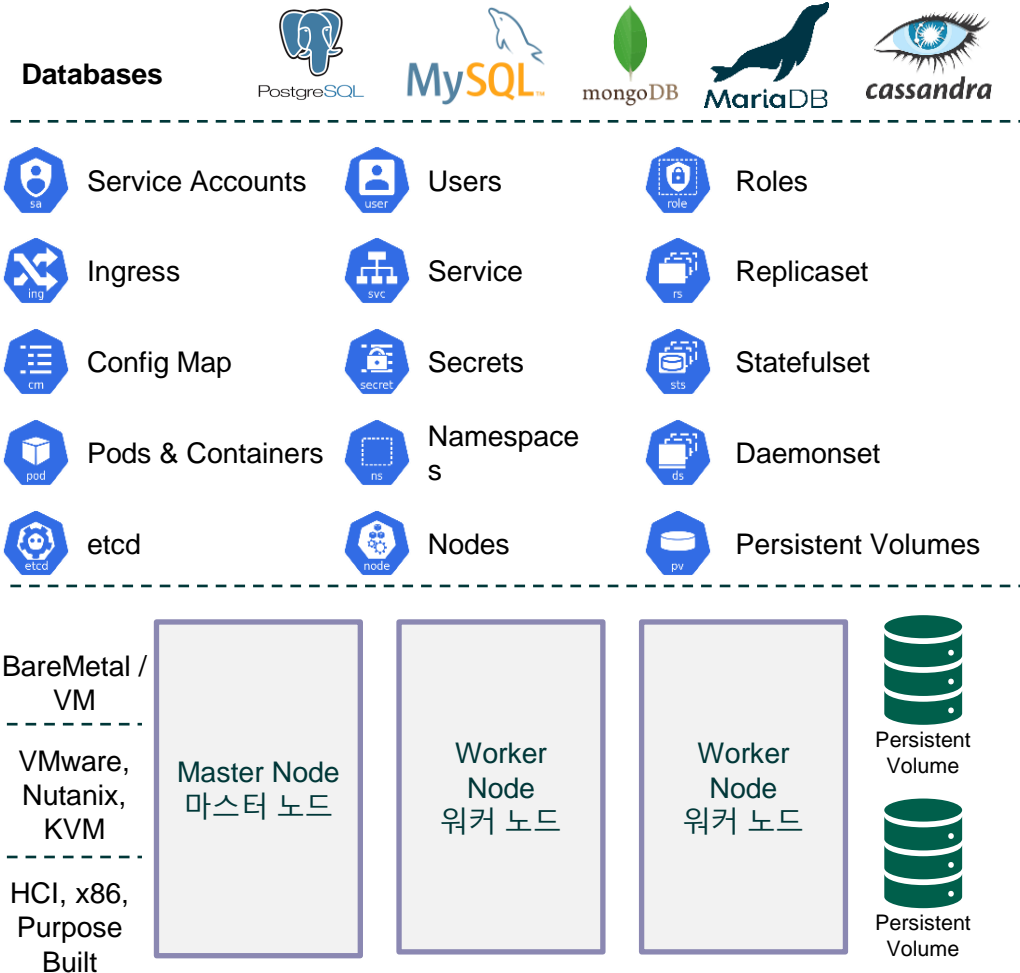 Databases
PostgreSQL
MySQL™
mongoDB
MariaDB
cassandra
sa
Service Accounts
user
Users
role
Roles
ing
Ingress
svc
Service
rs
Replicaset
cm
Config Map
secret
Secrets
sts
Statefulset
pod
Pods & Containers
ns
Namespace
s
ds
Daemonset
etcd
etcd
node
Nodes
pv
Persistent Volumes
BareMetal /
VM
VMware,
Nutanix,
KVM
HCI, x86,
Purpose
Built
Master Node
마스터 노드
Worker
Node
워커 노드
Worker
Node
워커 노드
Persistent
Volume
Persistent
Volume